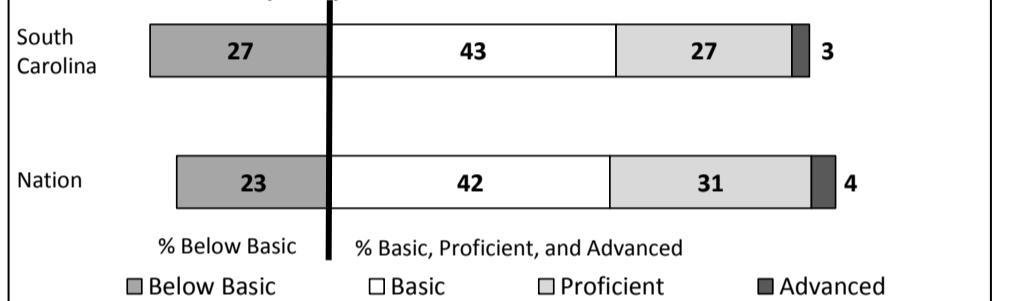 South
Carolina
27 43 27 3
Nation
23 42 31 4
% Below Basic % Basic, Proficient, and Advanced
Below Basic Basic Proficient Advanced